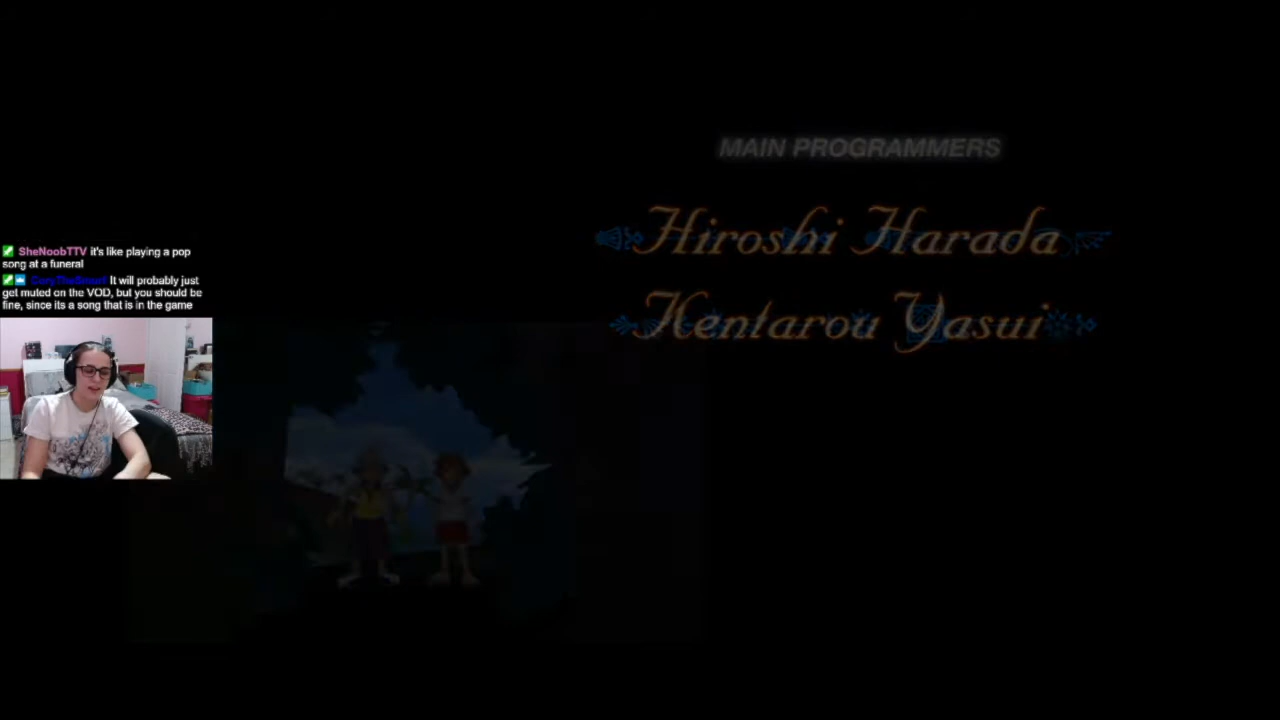 MAIN PROGRAMMERS
Hiroshi Harada
Kentarou Yasui
SheNoobTTV it's like playing a pop
song at a funeral
It will probably just
get muted on the VOD, but you should be
fine, since its a song that is in the game